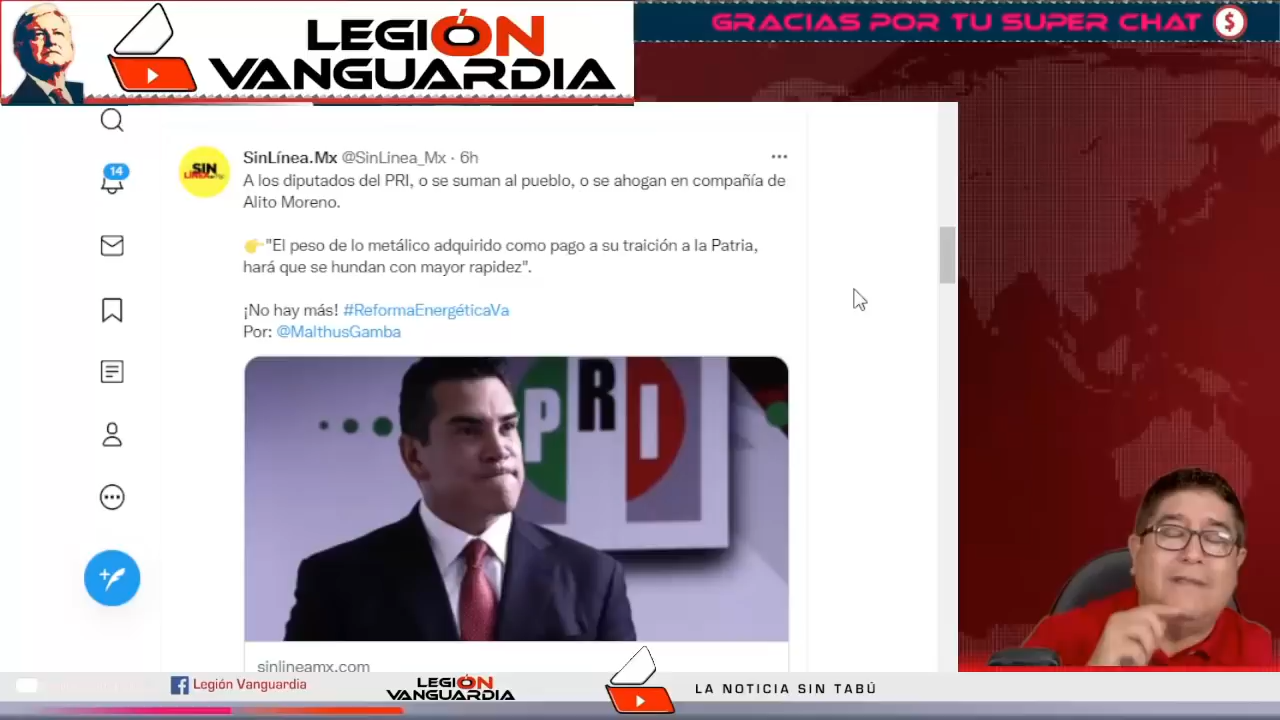 LEGIÓN
VANGUARDIA
GRACIAS POR TU SUPER CHAT $
14
SinLínea.Mx @SinLinea_Mx · 6h
SIN
A los diputados del PRI, o se suman al pueblo, o se ahogan en compañía de
Alito Moreno.
👉"El peso de lo metálico adquirido como pago a su traición a la Patria,
hará que se hundan con mayor rapidez".
¡No hay más! #ReformaEnergéticaVa
Por: @MalthusGamba
PRI
sinlineamx.com
Legión Vanguardia
LEGIÓN
VANGUARDIA
LA NOTICIA SIN TABÚ